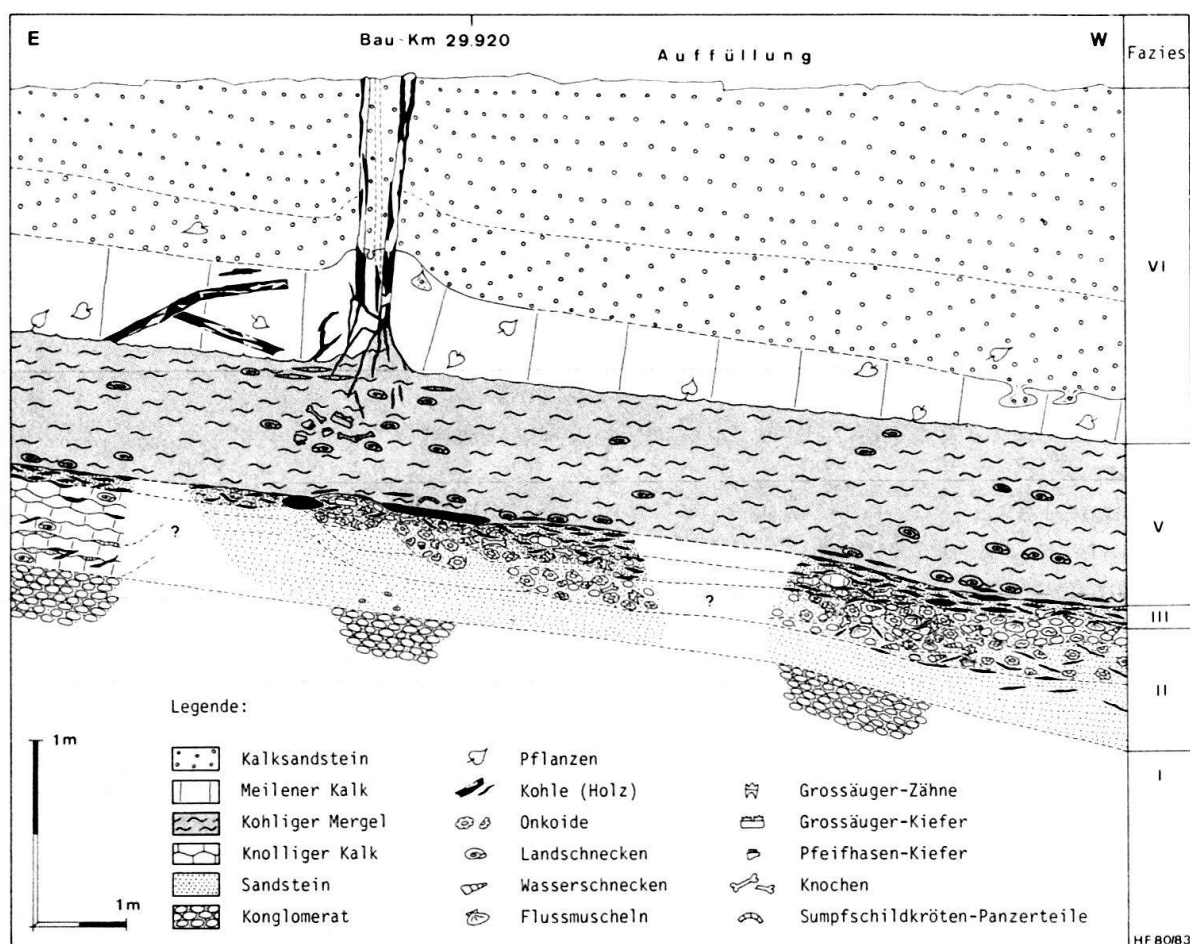 E Bau-Km 29.920 W
Auffüllung
Fazies
VI
V
III
II
I
?
?
Legende:
1m
1m
Kalksandstein
Meilener Kalk
Kohliger Mergel
Knolliger Kalk
Sandstein
Konglomerat
Pflanzen
Kohle (Holz)
Onkoide
Landschnecken
Wasserschnecken
Flussmuscheln
Grossäuger-Zähne
Grossäuger-Kiefer
Pfeifhasen-Kiefer
Knochen
Sumpfschildkröten-Panzerteile
HF 80/83